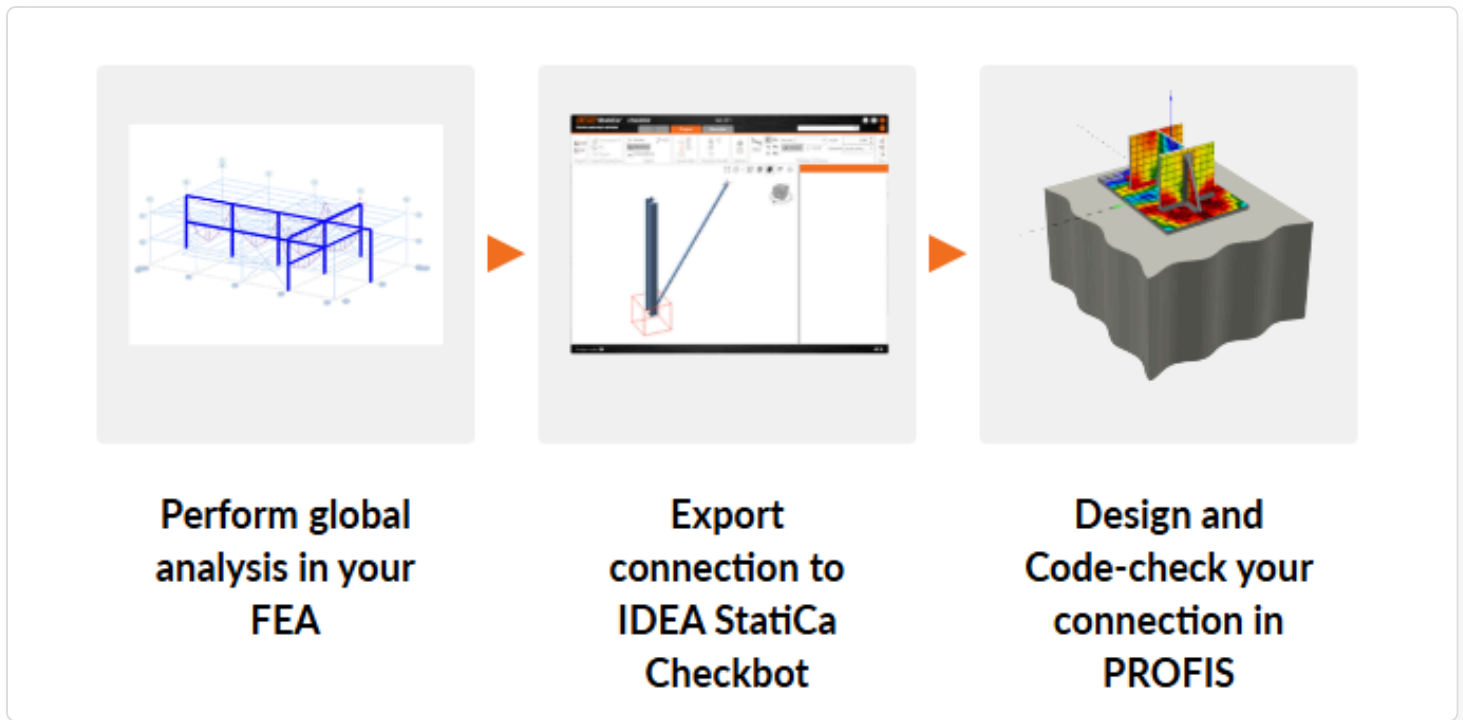 Perform global
analysis in your
FEA
Export
connection to
IDEA StatiCa
Checkbot
Design and
Code-check your
connection in
PROFIS